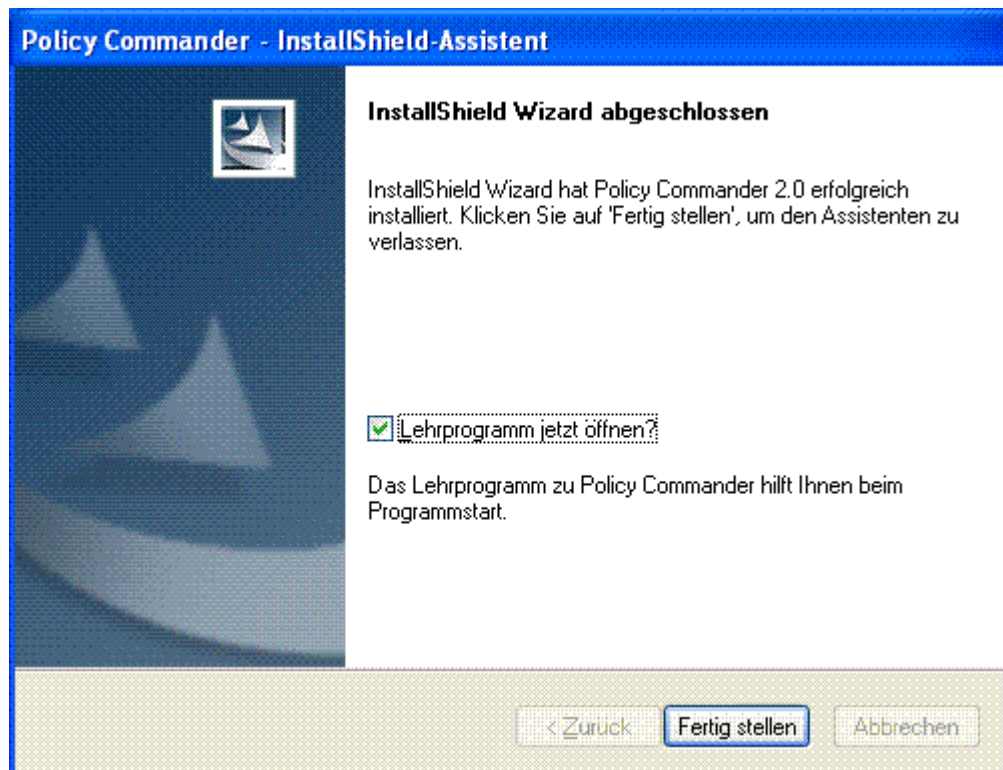 Policy Commander - InstallShield-Assistent
InstallShield Wizard abgeschlossen
InstallShield Wizard hat Policy Commander 2.0 erfolgreich
installiert. Klicken Sie auf 'Fertig stellen', um den Assistenten zu
verlassen.
Lehrprogramm jetzt öffnen?
Das Lehrprogramm zu Policy Commander hilft Ihnen beim
Programmstart.
< Zurück
Fertig stellen
Abbrechen